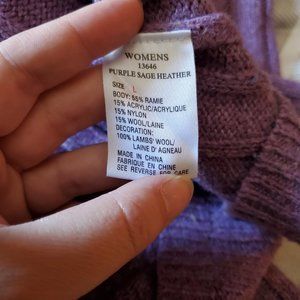 WOMENS
13646
PURPLE SAGE HEATHER
SIZE L
BODY: 55% RAMIE
15% ACRYLIC/ACRYLIQUE
15% NYLON
15% WOOL/LAINE
DECORATION:
100% LAMBS' WOOL/
LAINE D'AGNEAU
MADE IN CHINA
FABRIQUE EN CHINE
SEE REVERSE FOR CARE